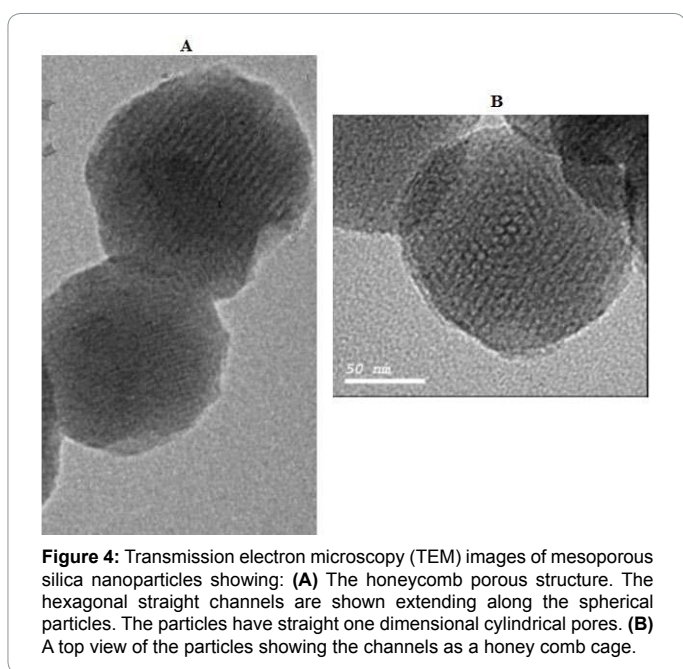 A
B
50 nm
Figure 4: Transmission electron microscopy (TEM) images of mesoporous
silica nanoparticles showing: (A) The honeycomb porous structure. The
hexagonal straight channels are shown extending along the spherical
particles. The particles have straight one dimensional cylindrical pores. (B)
A top view of the particles showing the channels as a honey comb cage.